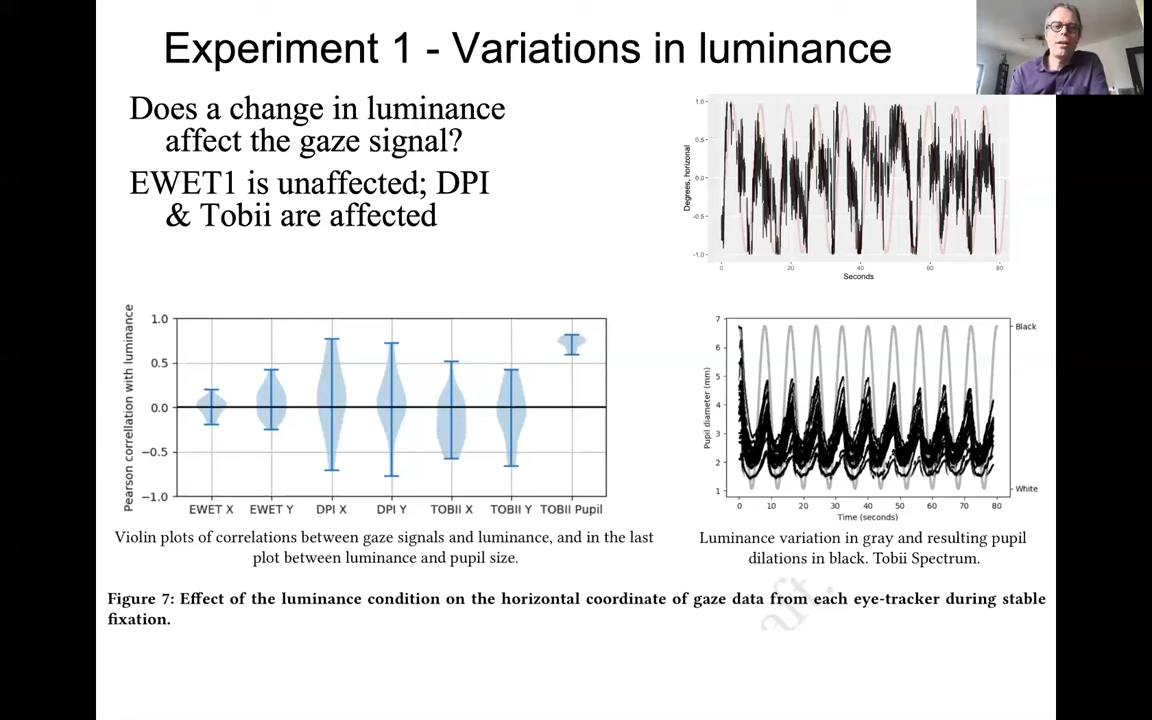 Experiment 1 - Variations in luminance
Does a change in luminance
affect the gaze signal?
EWET1 is unaffected; DPI
& Tobii are affected
1.0
0.5
0.0
-0.5
-1.0
Degrees, horizonal
0
20
40
60
80
Seconds
Pearson correllation with luminance
1.0
0.5
0.0
−0.5
−1.0
EWET X
EWET Y
DPI X
DPI Y
TOBII X
TOBII Y
TOBII Pupil
Violin plots of correlations between gaze signals and luminance, and in the last
plot between luminance and pupil size.
Pupil diameter (mm)
7
6
5
4
3
2
1
Black
White
0
10
20
30
40
50
60
70
80
Time (seconds)
Luminance variation in gray and resulting pupil
dilations in black. Tobii Spectrum.
Figure 7: Effect of the luminance condition on the horizontal coordinate of gaze data from each eye-tracker during stable
fixation.
aft.